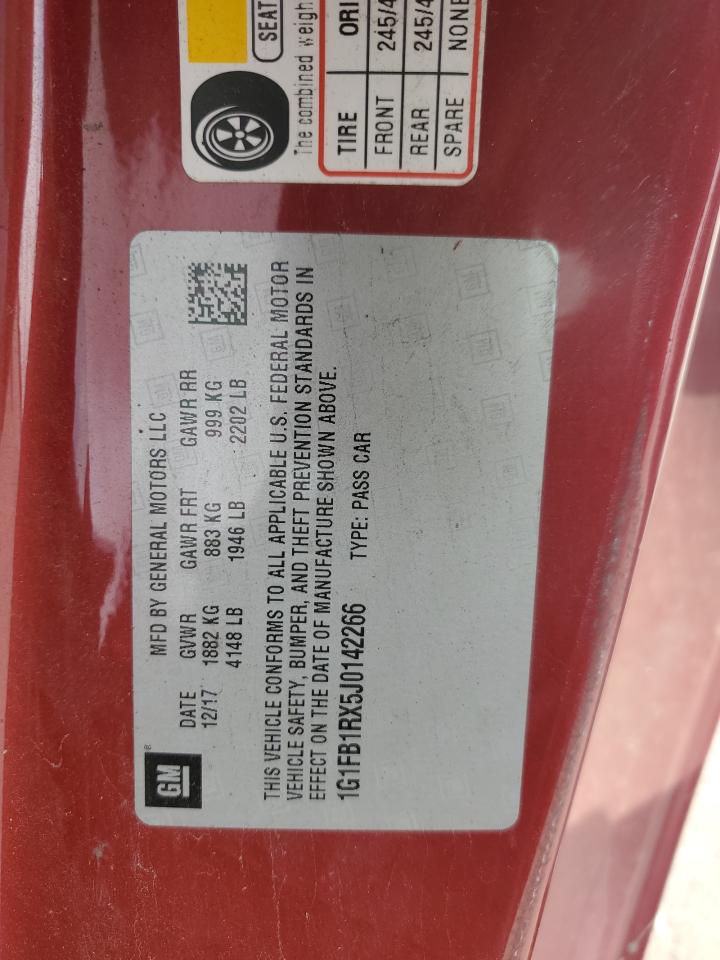 SEAT
The combined weigh
TIRE ORI
FRONT 245/4
REAR 245/4
SPARE NONE
GM
®
MFD BY GENERAL MOTORS LLC
DATE GVWR GAWR FRT GAWR RR
12/17 1882 KG 883 KG 999 KG
4148 LB 1946 LB 2202 LB
THIS VEHICLE CONFORMS TO ALL APPLICABLE U.S. FEDERAL MOTOR
VEHICLE SAFETY, BUMPER, AND THEFT PREVENTION STANDARDS IN
EFFECT ON THE DATE OF MANUFACTURE SHOWN ABOVE.
1G1FB1RX5J0142266 TYPE: PASS CAR